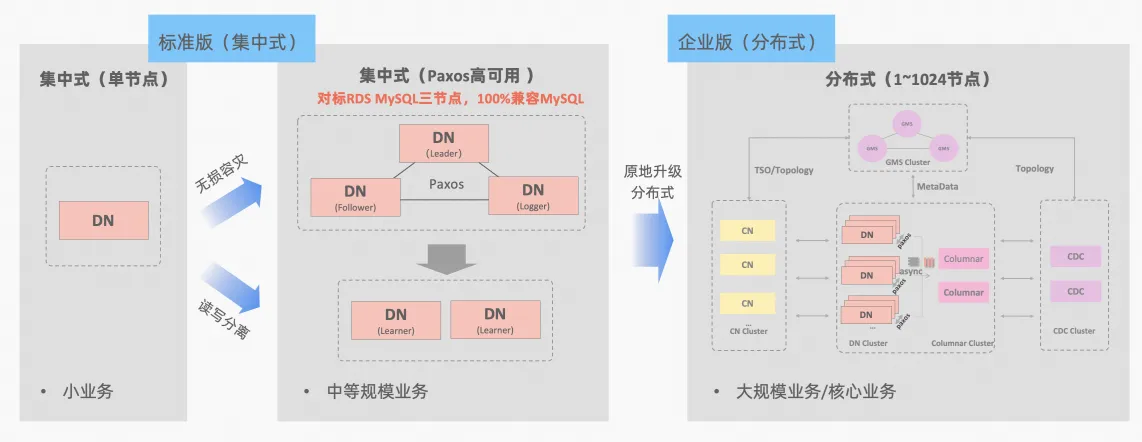 标准版（集中式）
集中式（单节点）
DN
• 小业务
无损容灾
读写分离
集中式（Paxos高可用 ）
对标RDS MySQL三节点，100%兼容MySQL
DN
(Leader)
Paxos
DN
(Follower)
DN
(Logger)
DN
(Learner)
DN
(Learner)
• 中等规模业务
原地升级
分布式
企业版（分布式）
分布式（1~1024节点）
GMS
GMS
GMS
GMS Cluster
TSO/Topology
Topology
MetaData
CN
CN
CN
...
CN Cluster
DN
paxos
DN
paxos
DN
paxos
...
DN Cluster
async
Columnar
Columnar
Columnar Cluster
CDC
CDC
CDC Cluster
• 大规模业务/核心业务